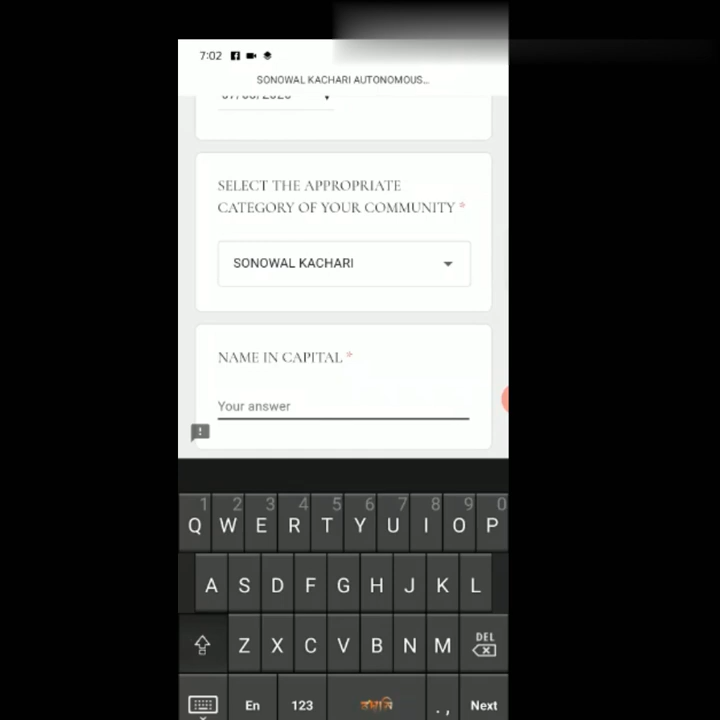 7:02
SONOWAL KACHARI AUTONOMOUS...
SELECT THE APPROPRIATE
CATEGORY OF YOUR COMMUNITY *
SONOWAL KACHARI
NAME IN CAPITAL *
Your answer
1 2 3 4 5 6 7 8 9 0
Q W E R T Y U I O P
A S D F G H J K L
Z X C V B N M DEL
En 123 . , Next